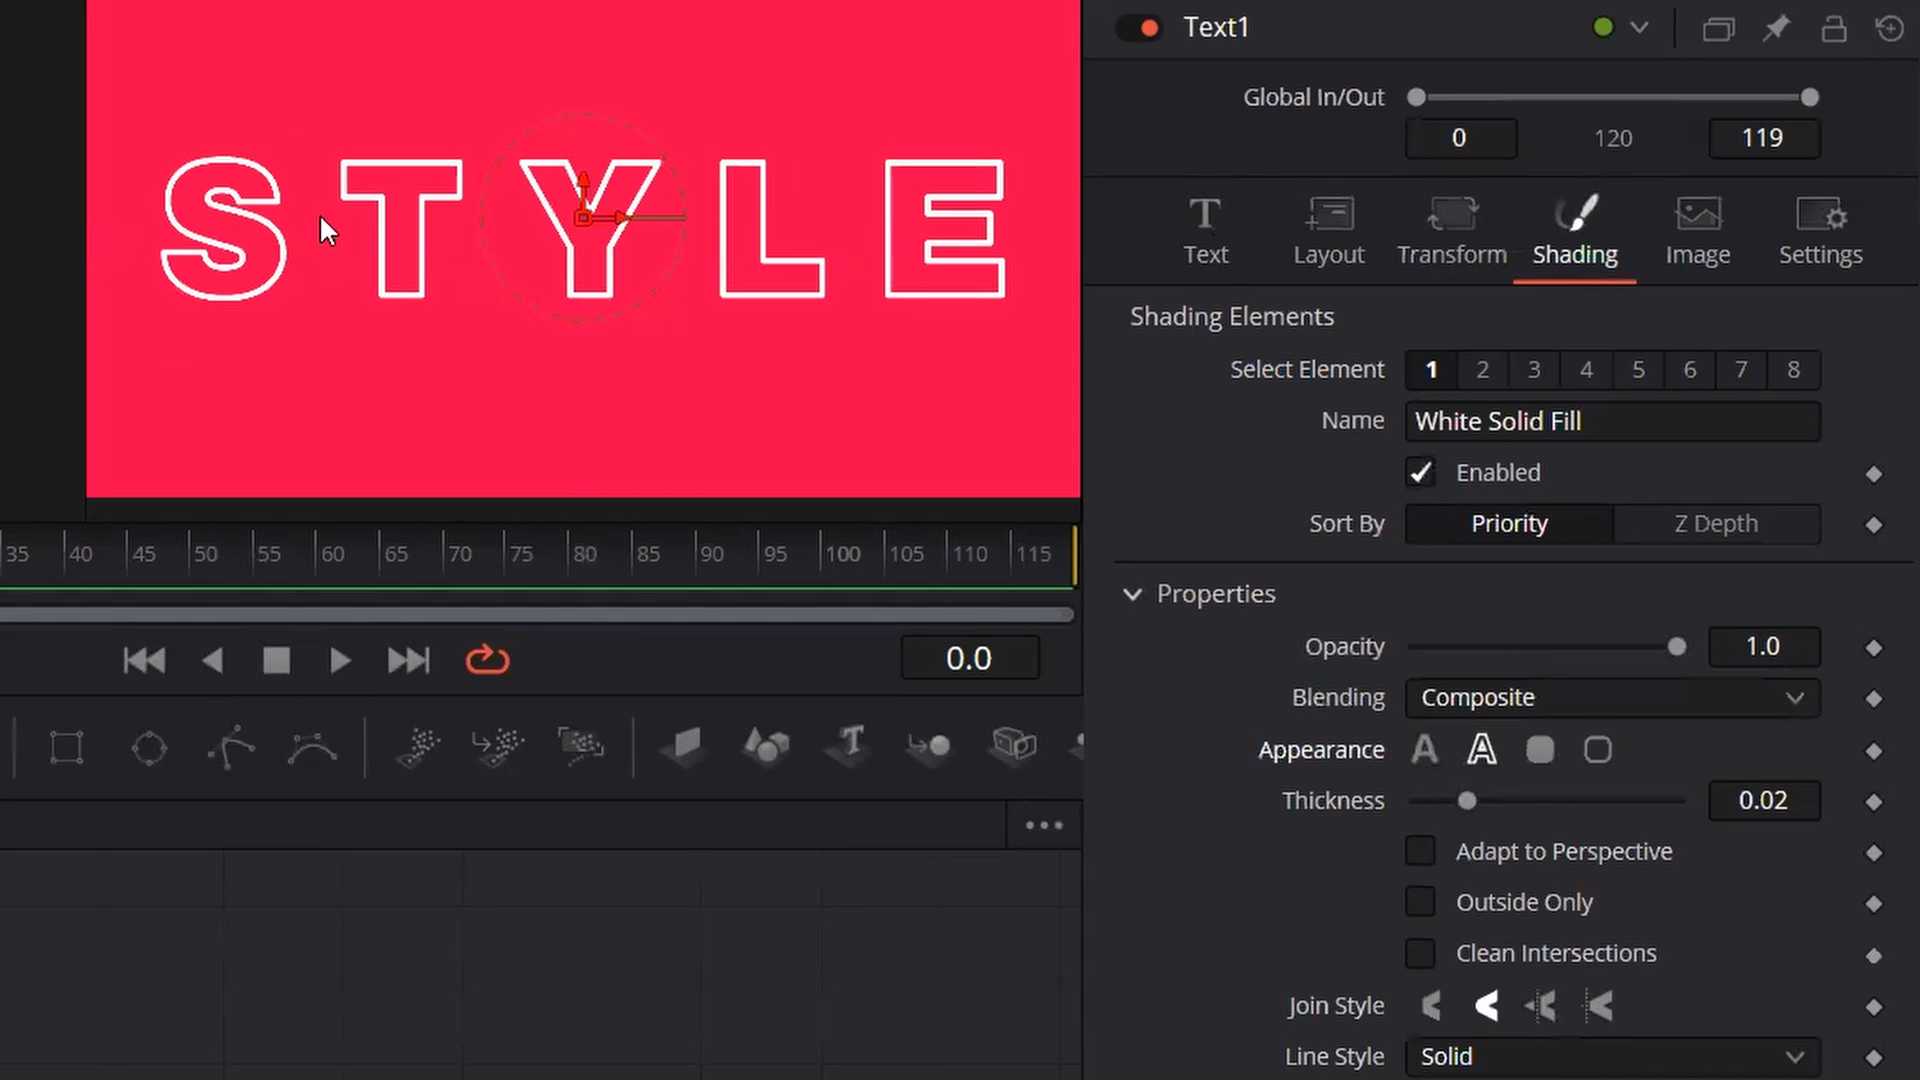 STYLE
35 40 45 50 55 60 65 70 75 80 85 90 95 100 105 110 115
0.0
Text1
Global In/Out
0 120 119
Text Layout Transform Shading Image Settings
Shading Elements
Select Element 1 2 3 4 5 6 7 8
Name White Solid Fill
Enabled
Sort By Priority Z Depth
Properties
Opacity 1.0
Blending Composite
Appearance A A
Thickness 0.02
Adapt to Perspective
Outside Only
Clean Intersections
Join Style
Line Style Solid